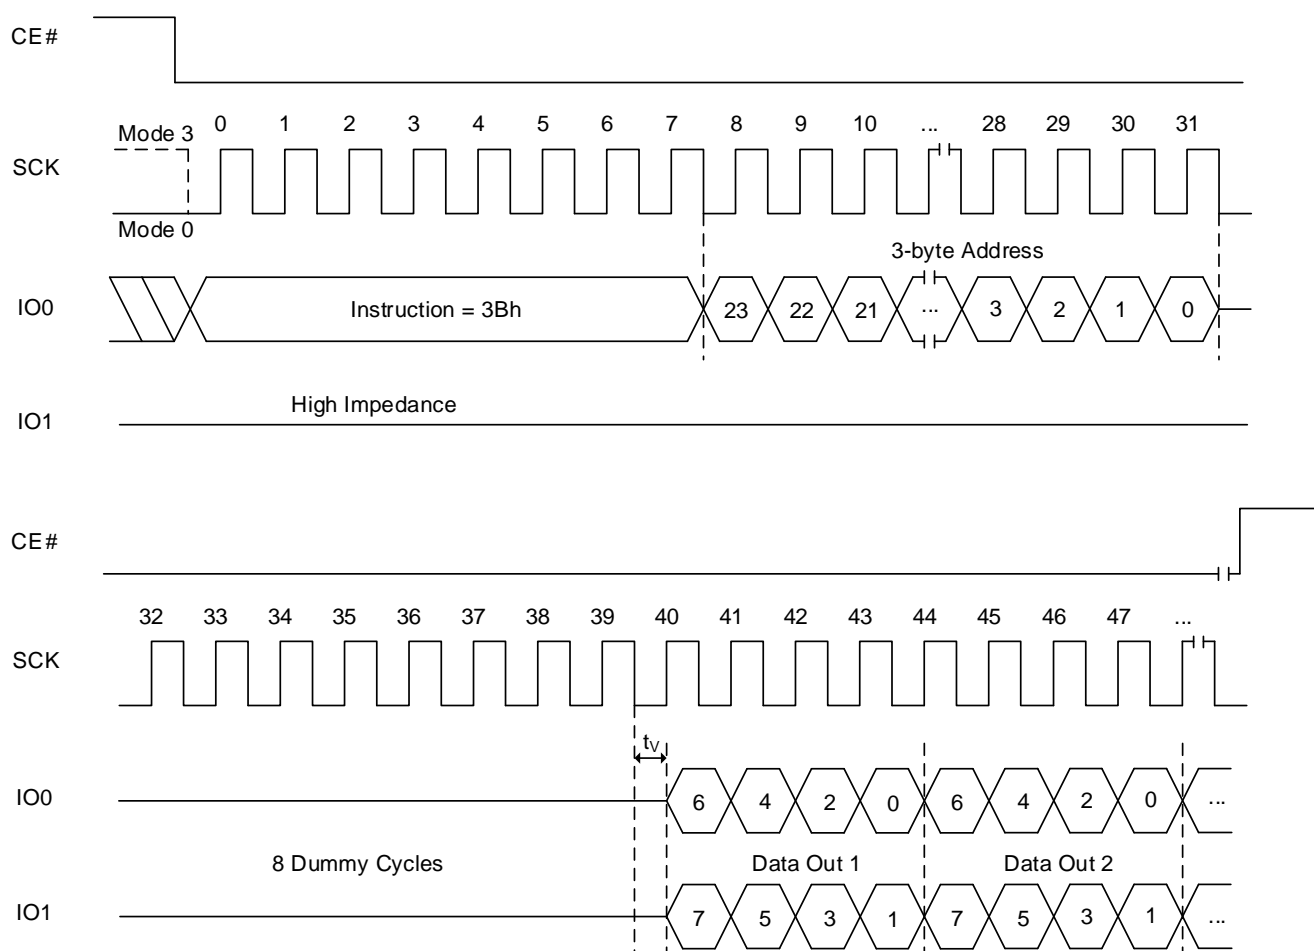 CE#
Mode 3 0 1 2 3 4 5 6 7 8 9 10 ... 28 29 30 31
SCK
Mode 0
3-byte Address
IO0 Instruction = 3Bh 23 22 21 ... 3 2 1 0
High Impedance
IO1
CE#
32 33 34 35 36 37 38 39 40 41 42 43 44 45 46 47 ...
SCK
tV
IO0 6 4 2 0 6 4 2 0 ...
8 Dummy Cycles Data Out 1 Data Out 2
IO1 7 5 3 1 7 5 3 1 ...